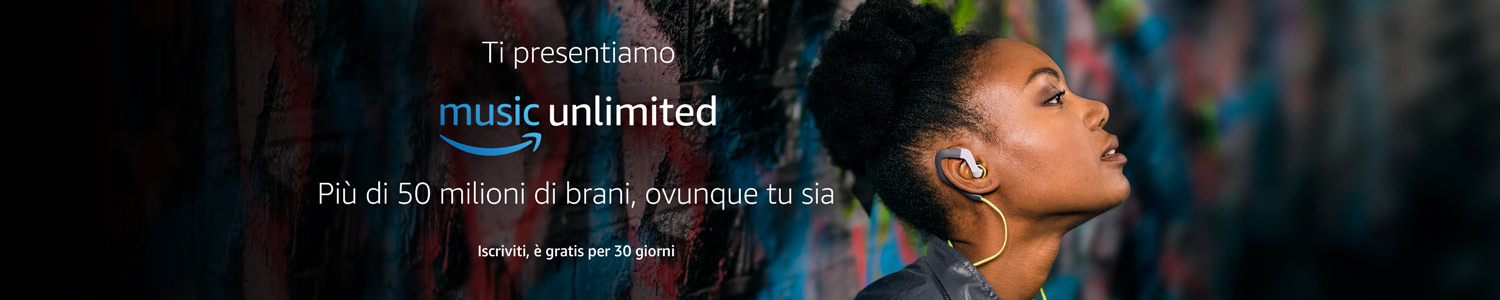 Ti presentiamo
music unlimited
Più di 50 milioni di brani, ovunque tu sia
Iscriviti, è gratis per 30 giorni